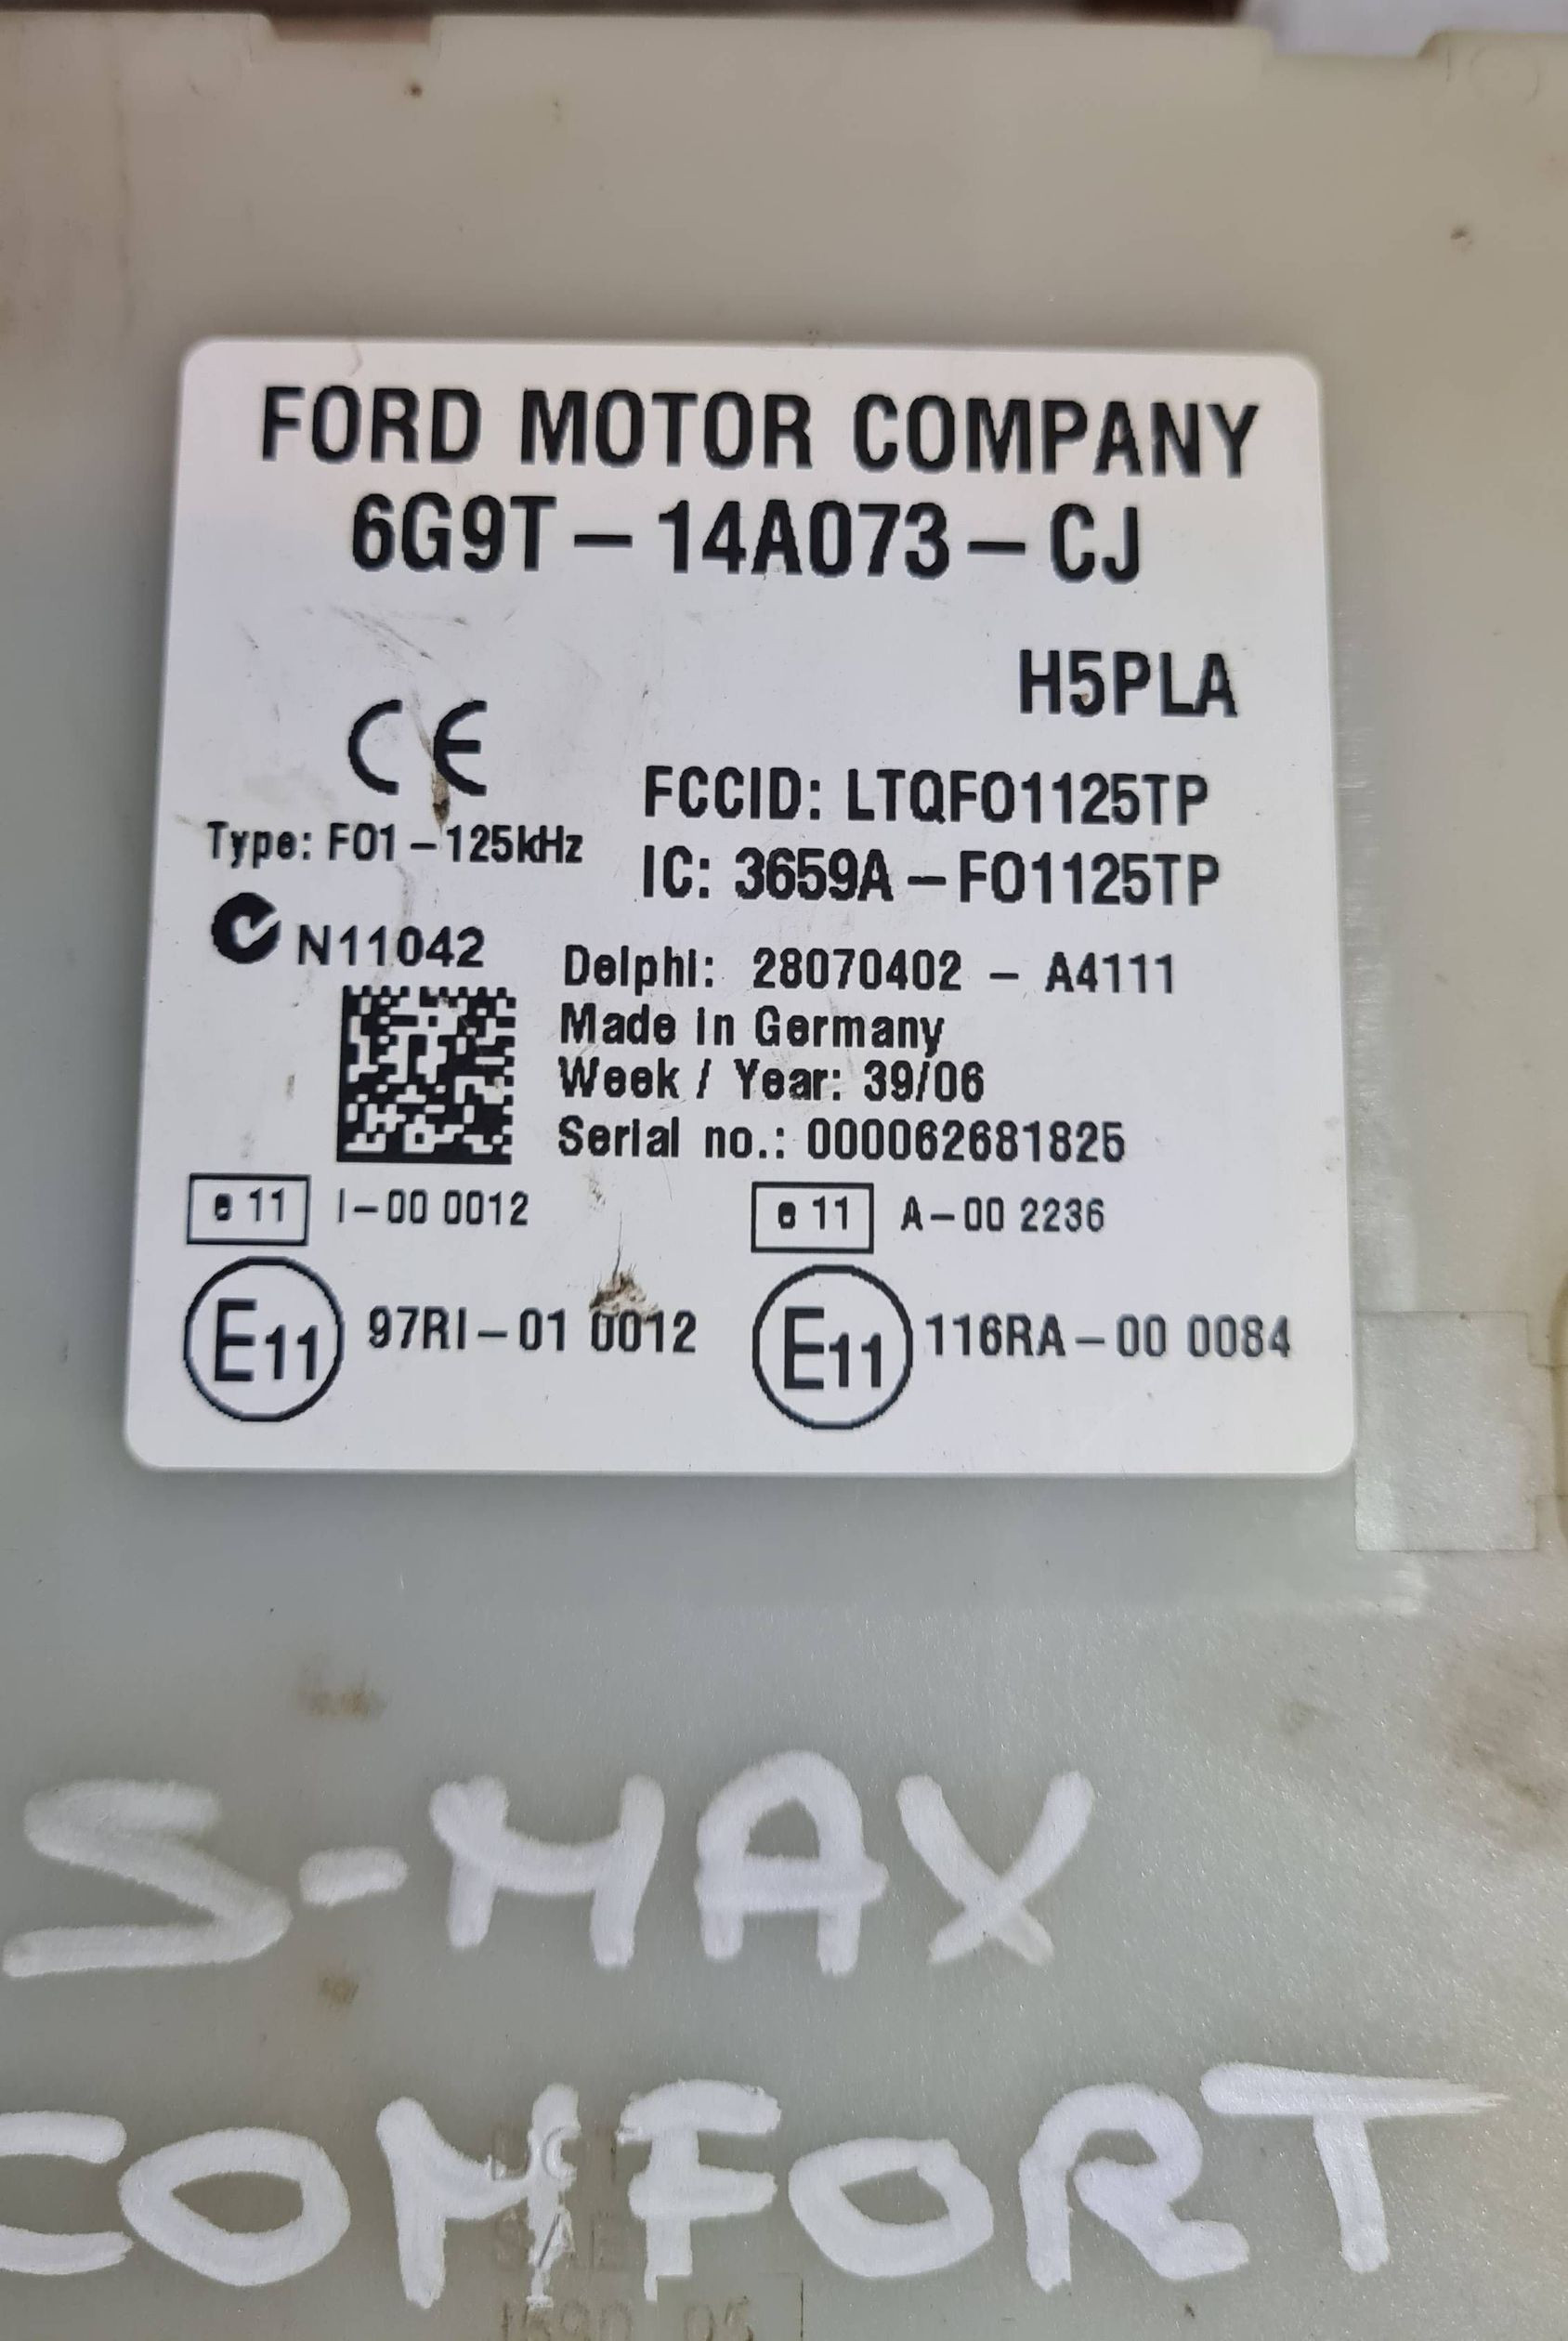 FORD MOTOR COMPANY
6G9T-14A073-CJ
H5PLA
CE
FCCID: LTQFO1125TP
Type: FO1-125kHz
IC: 3659A-FO1125TP
N11042
Delphi: 28070402 - A4111
Made in Germany
Week / Year: 39/06
Serial no.: 000062681825
e 11 I-00 0012
e 11 A-00 2236
E11 97RI-01 0012
E11 116RA-00 0084
S-MAX
COMFORT